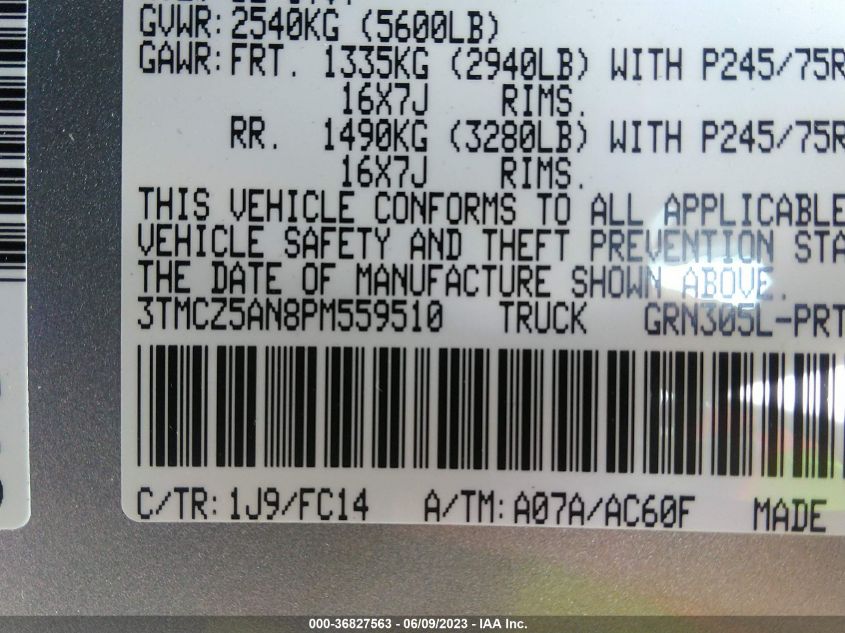 GVWR: 2540KG (5600LB)
GAWR: FRT. 1335KG (2940LB) WITH P245/75R
16X7J RIMS.
RR. 1490KG (3280LB) WITH P245/75R
16X7J RIMS.
THIS VEHICLE CONFORMS TO ALL APPLICABLE
VEHICLE SAFETY AND THEFT PREVENTION STA
THE DATE OF MANUFACTURE SHOWN ABOVE.
3TMCZ5AN8PM559510 TRUCK GRN305L-PRT
C/TR: 1J9/FC14 A/TM: A07A/AC60F MADE
000-36827563 - 06/09/2023 - IAA Inc.